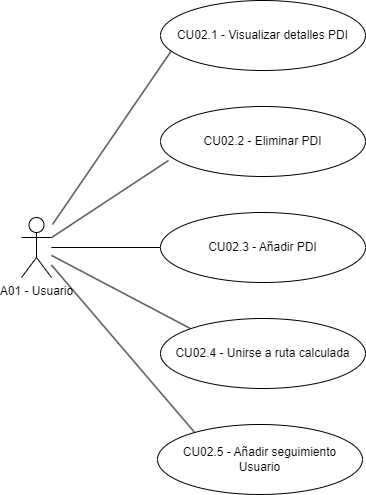 CU02.1 - Visualizar detalles PDI
CU02.2 - Eliminar PDI
CU02.3 - Añadir PDI
A01 - Usuario
CU02.4 - Unirse a ruta calculada
CU02.5 - Añadir seguimiento
Usuario